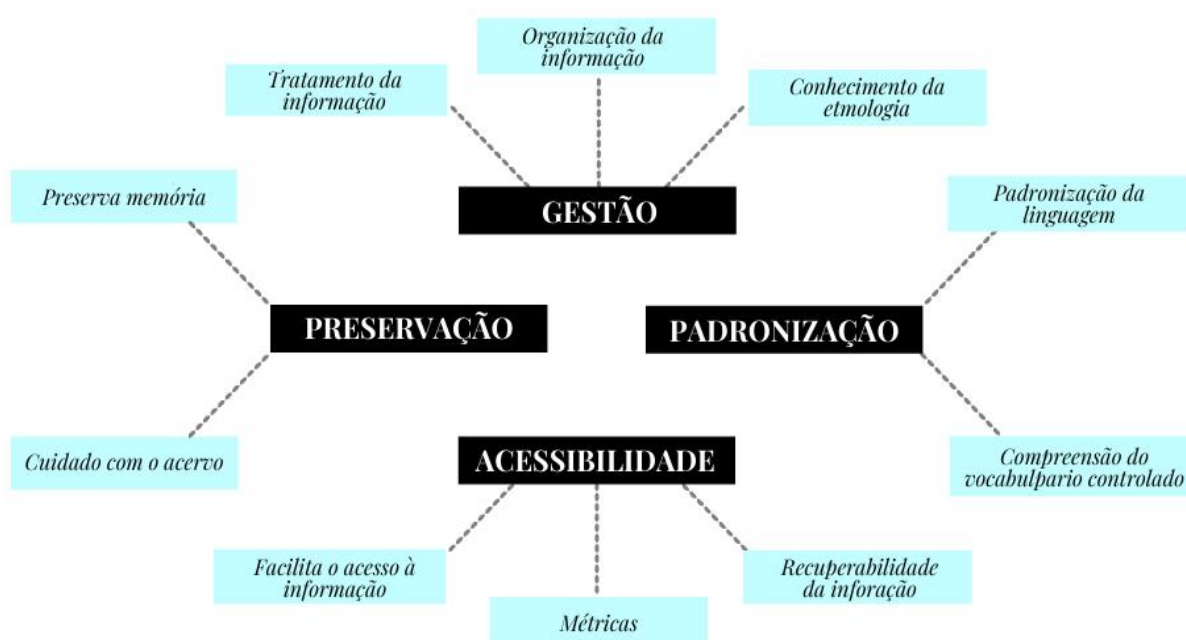 Organização da
informação
Tratamento da
informação
Conhecimento da
etmologia
GESTÃO
Preserva memória
Padronização da
linguagem
PRESERVAÇÃO
PADRONIZAÇÃO
Cuidado com o acervo
ACESSIBILIDADE
Compreensão do
vocabulpario controlado
Facilita o acesso à
informação
Métricas
Recuperabilidade
da inforação